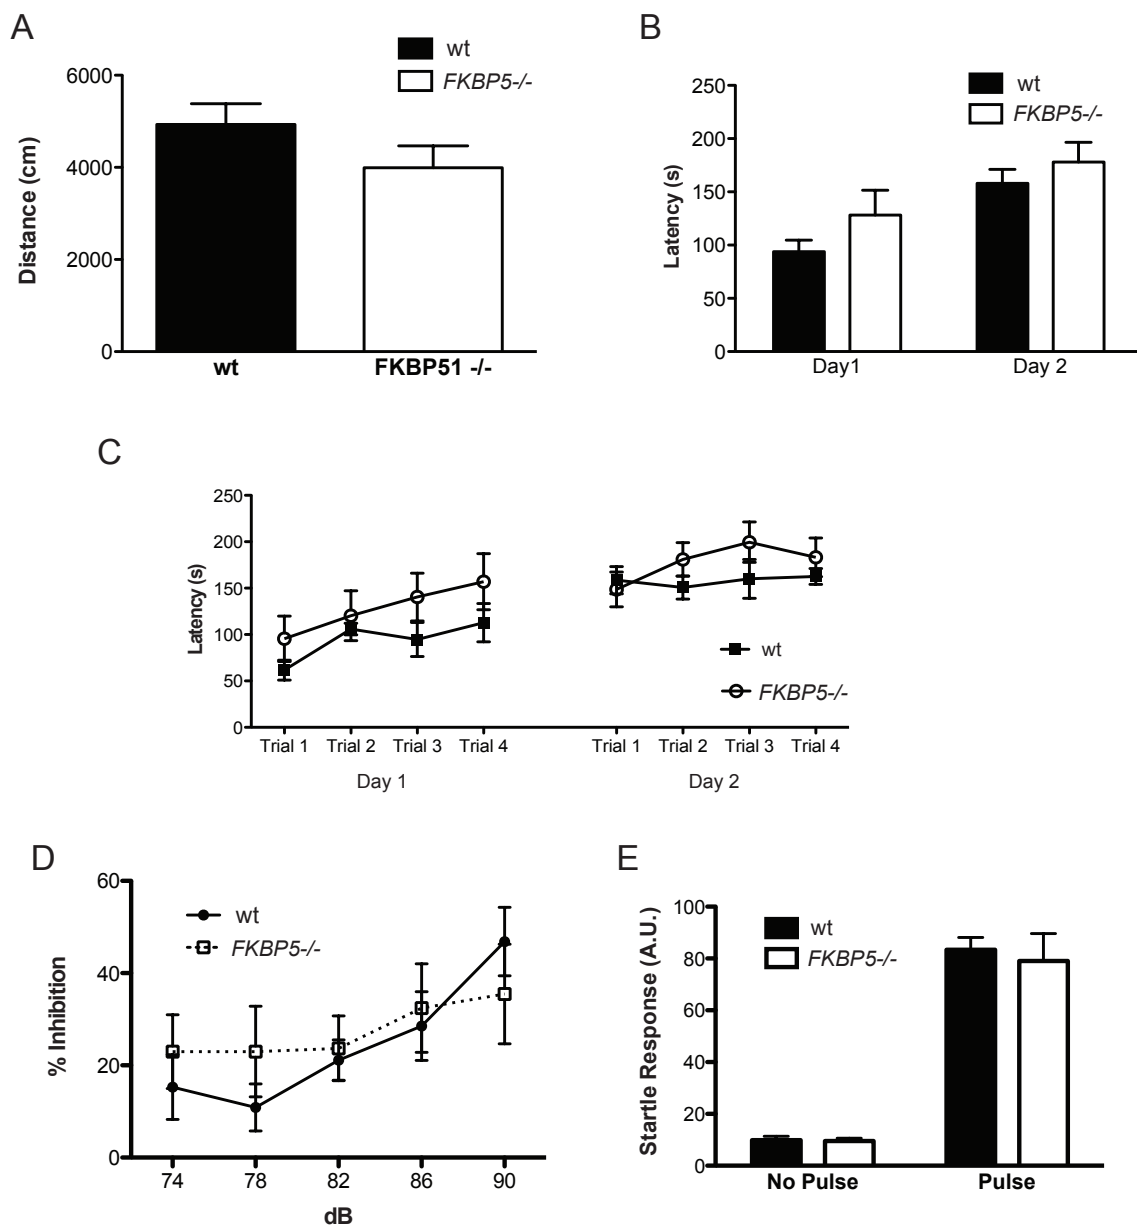 A
wt
FKBP5-/-
6000
4000
2000
0
Distance (cm)
wt FKBP51 -/-
B
wt
FKBP5-/-
250
200
150
100
50
0
Latency (s)
Day1 Day 2
C
250
200
150
100
50
0
Latency (s)
wt
FKBP5-/-
Trial 1 Trial 2 Trial 3 Trial 4 Trial 1 Trial 2 Trial 3 Trial 4
Day 1 Day 2
D
60
40
20
0
% Inhibition
wt
FKBP5-/-
74 78 82 86 90
dB
E
100
80
60
40
20
0
Startle Response (A.U.)
wt
FKBP5-/-
No Pulse Pulse